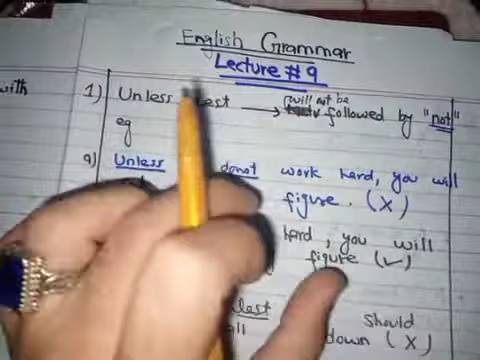 English Grammar
Lecture # 9
with
1) Unless lest → will not be followed by "not"
eg
a) Unless donot work hard, you will
figure. (X)
hard, you will
figure (✓)
lest should
down (X)